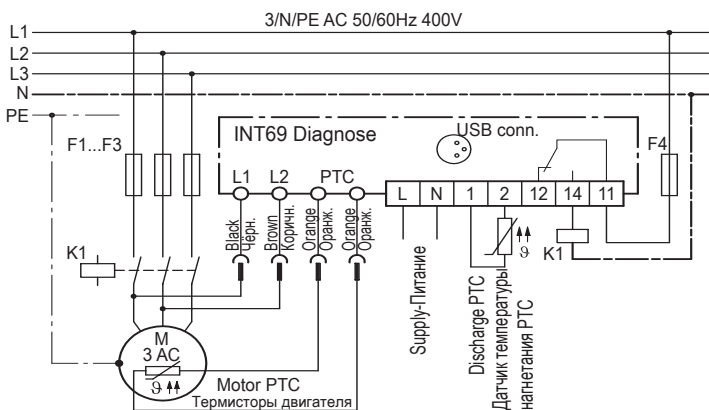 3/N/PE AC 50/60Hz 400V
L1
L2
L3
N
PE
F1...F3
INT69 Diagnose
USB conn.
F4
L1 L2 PTC
L N 1 2 12 14 11
Black
Чёрн.
Brown
Коричн.
Orange
Оранж.
Orange
Оранж.
K1
ϑ
K1
Supply-Питание
Discharge PTC
Датчик температуры
нагнетания PTC
M
3 AC
ϑ
Motor PTC
Термисторы двигателя